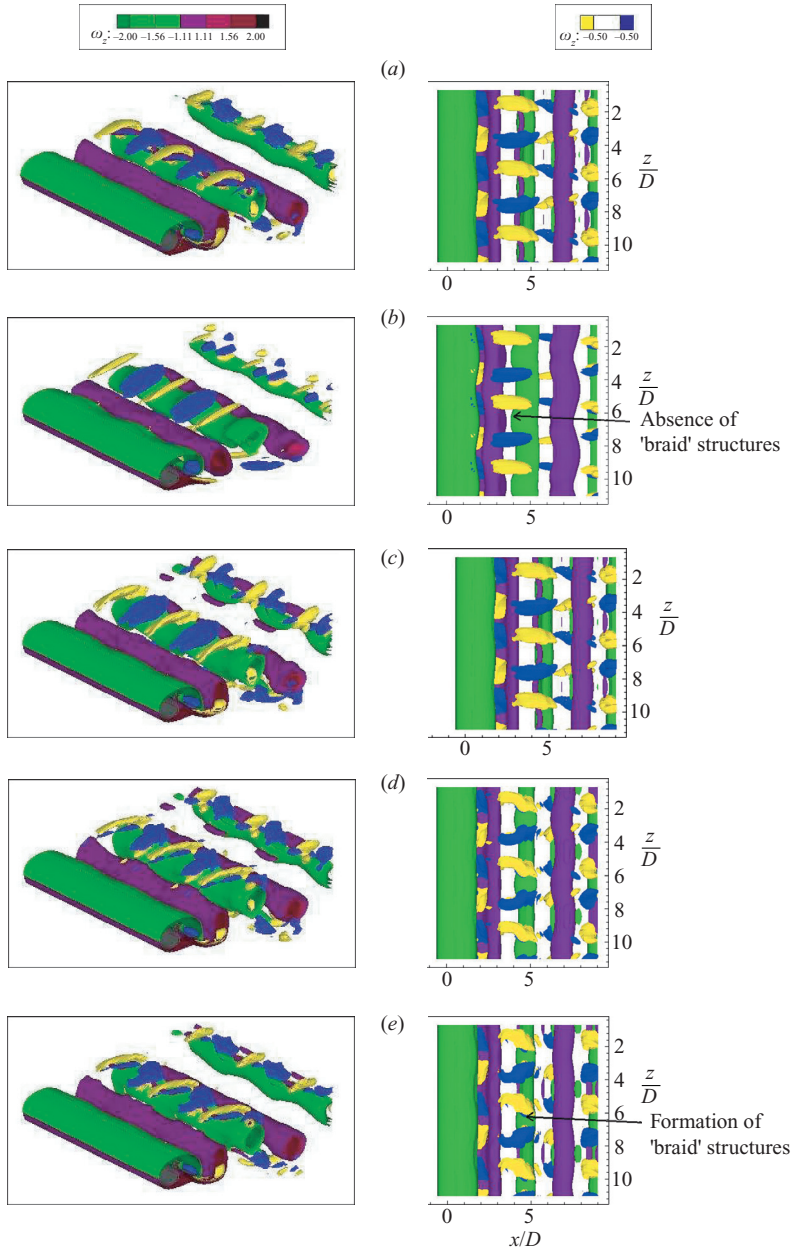 ω_z: −2.00 −1.56 −1.11 1.11 1.56 2.00
ω_z: −0.50 −0.50
(a)
2
4
6
8
10
z/D
0 5
(b)
2
4
6
8
10
z/D
Absence of
'braid' structures
0 5
(c)
2
4
6
8
10
z/D
0 5
(d)
2
4
6
8
10
z/D
0 5
(e)
2
4
6
8
10
z/D
Formation of
'braid' structures
0 5
x/D